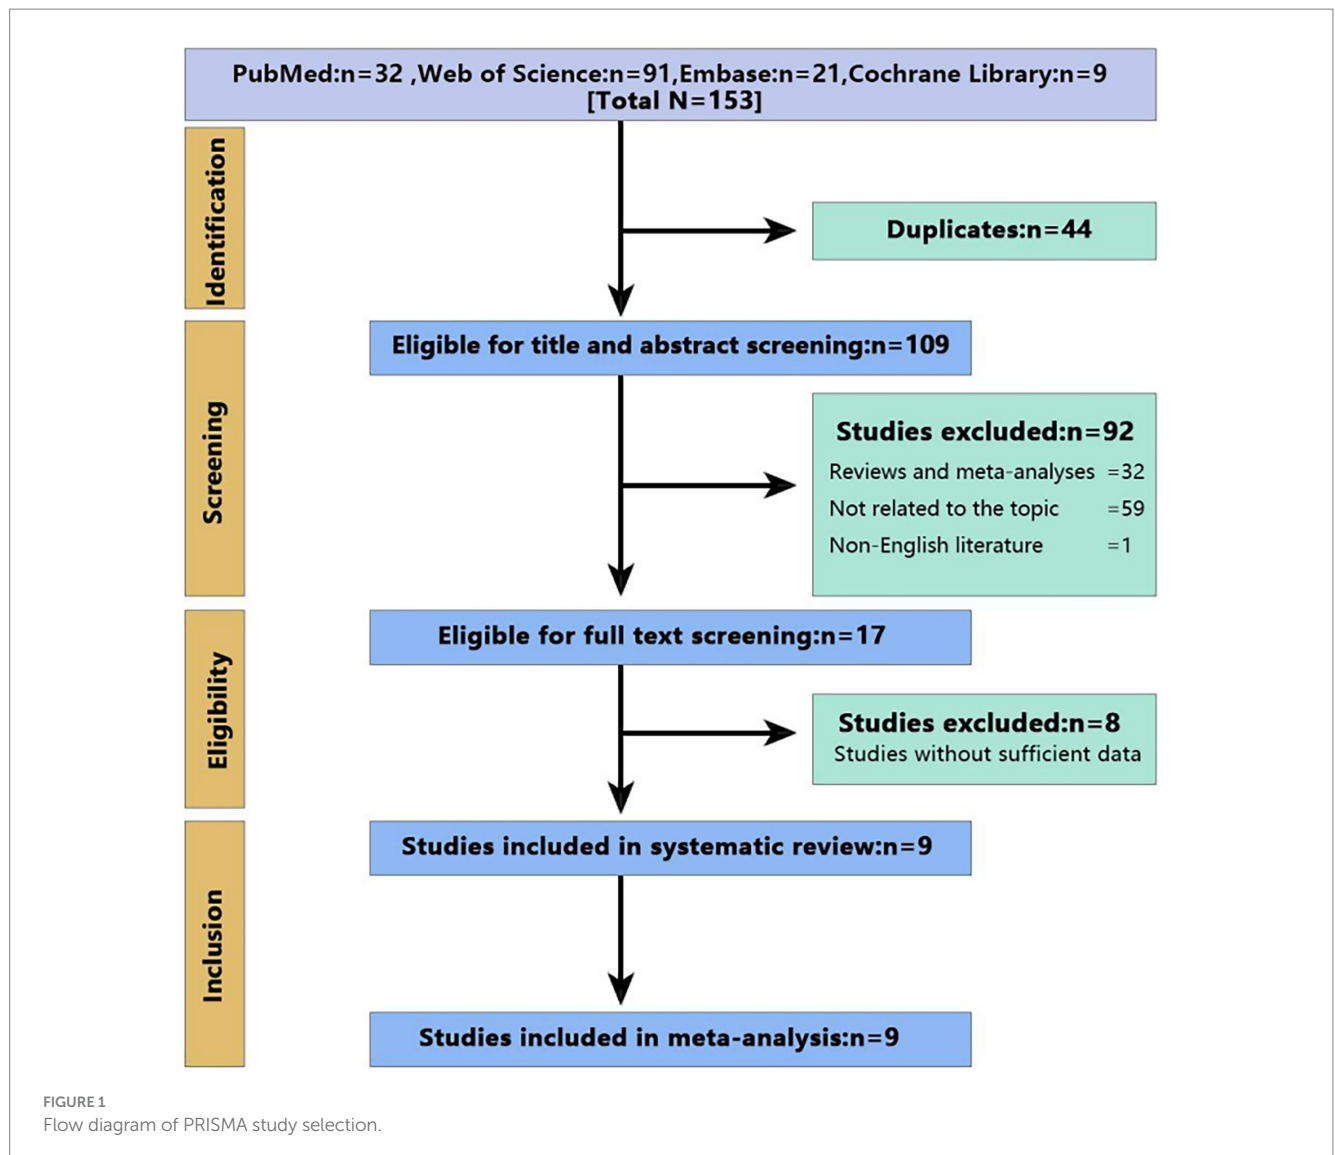 PubMed:n=32 ,Web of Science:n=91,Embase:n=21,Cochrane Library:n=9
[Total N=153]
Identification
Duplicates:n=44
Eligible for title and abstract screening:n=109
Screening
Studies excluded:n=92
Reviews and meta-analyses =32
Not related to the topic =59
Non-English literature =1
Eligible for full text screening:n=17
Eligibility
Studies excluded:n=8
Studies without sufficient data
Studies included in systematic review:n=9
Inclusion
Studies included in meta-analysis:n=9
FIGURE 1
Flow diagram of PRISMA study selection.